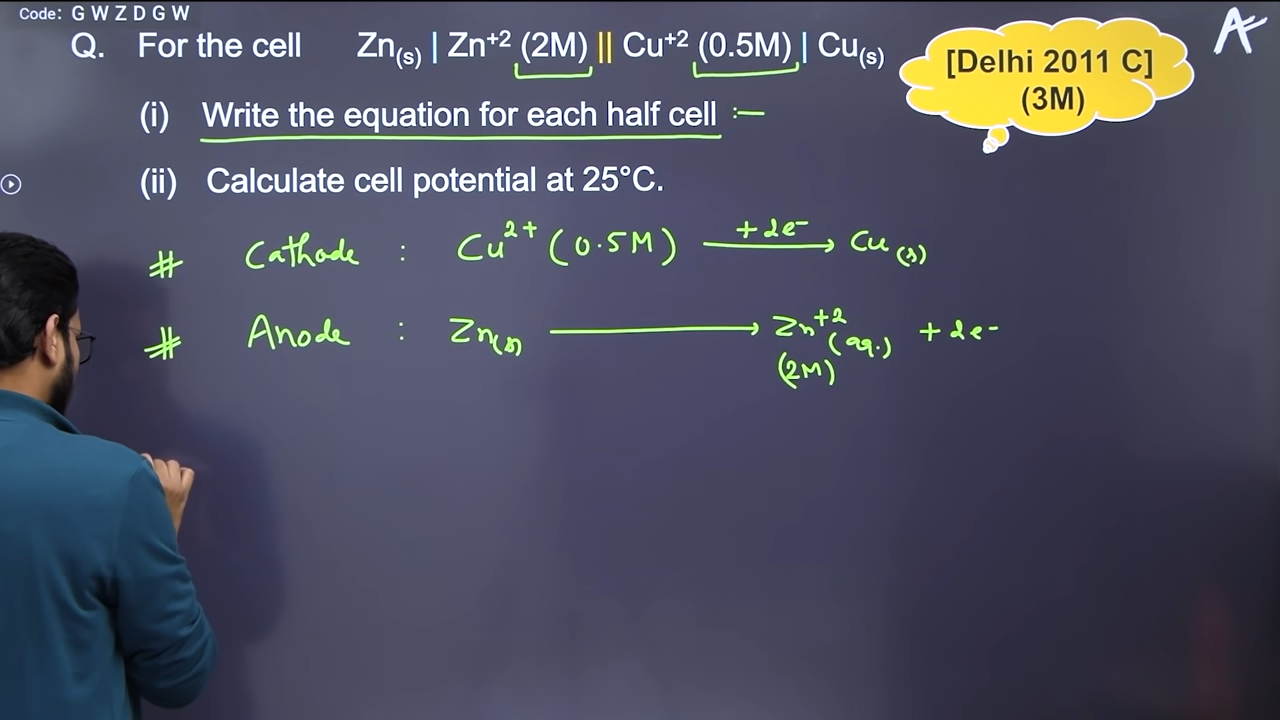 Code: G W Z D G W
Q. For the cell Zn(s) | Zn+2 (2M) || Cu+2 (0.5M) | Cu(s)
[Delhi 2011 C]
(3M)
(i) Write the equation for each half cell :-
(ii) Calculate cell potential at 25°C.
# Cathode : Cu2+ (0.5M) +2e- → Cu(s)
# Anode : Zn(s) → Zn+2 (aq.) + 2e-
(2M)